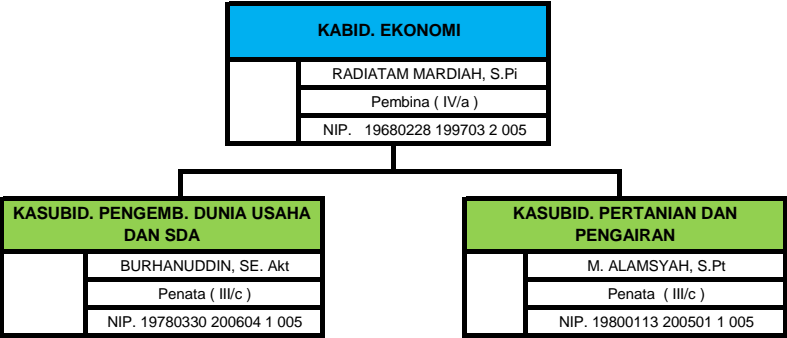 KABID. EKONOMI
RADIATAM MARDIAH, S.Pi
Pembina ( IV/a )
NIP. 19680228 199703 2 005
KASUBID. PENGEMB. DUNIA USAHA
DAN SDA
BURHANUDDIN, SE. Akt
Penata ( III/c )
NIP. 19780330 200604 1 005
KASUBID. PERTANIAN DAN
PENGAIRAN
M. ALAMSYAH, S.Pt
Penata ( III/c )
NIP. 19800113 200501 1 005